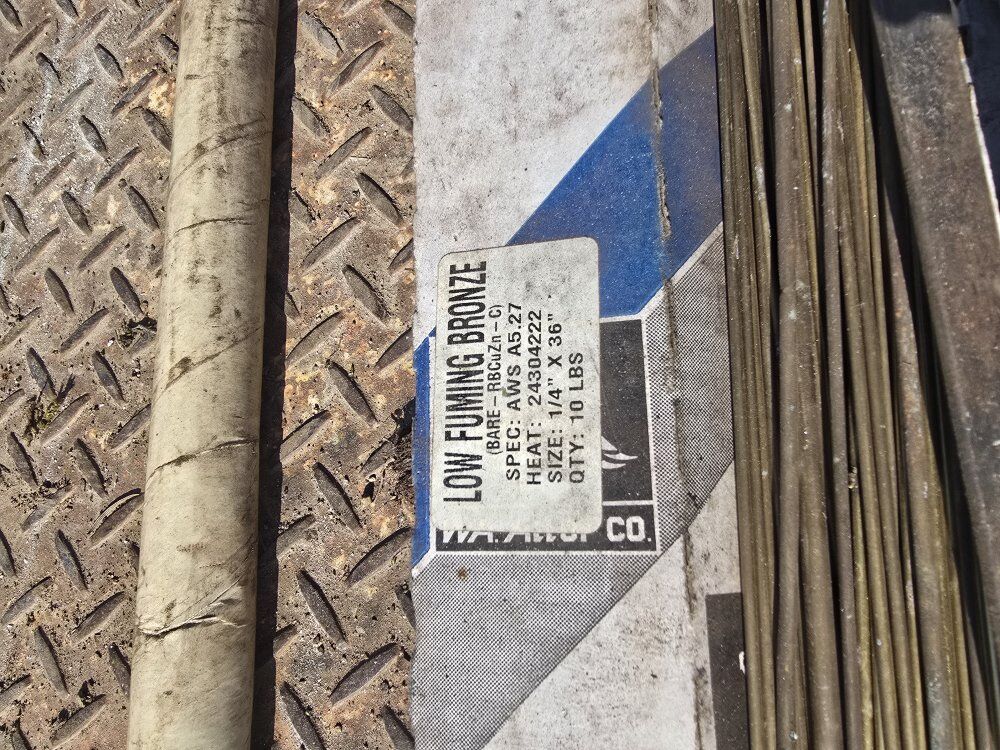 LOW FUMING BRONZE
(BARE-RBCuZn-C)
SPEC: AWS A5.27
HEAT: 24304222
SIZE: 1/4" X 36"
QTY: 10 LBS
CO.